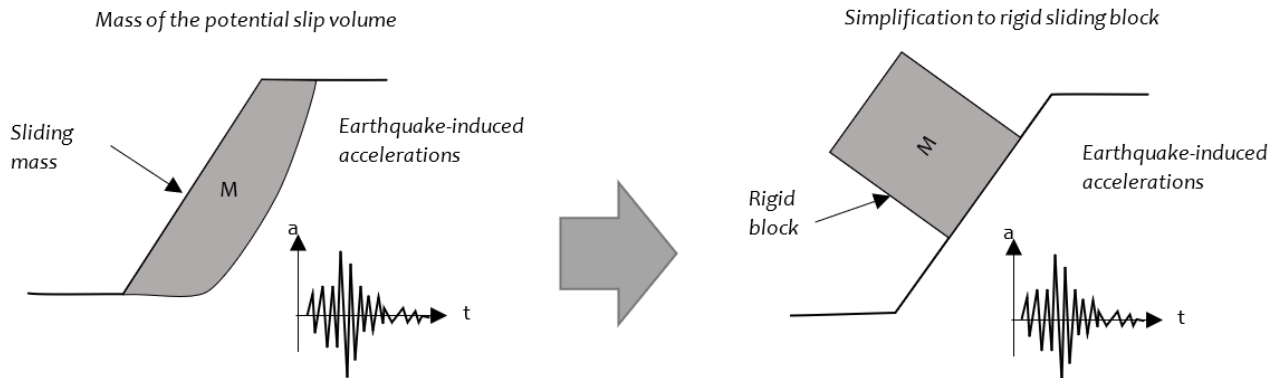 Mass of the potential slip volume
Sliding
mass
M
Earthquake-induced
accelerations
a
t
Simplification to rigid sliding block
M
Rigid
block
Earthquake-induced
accelerations
a
t